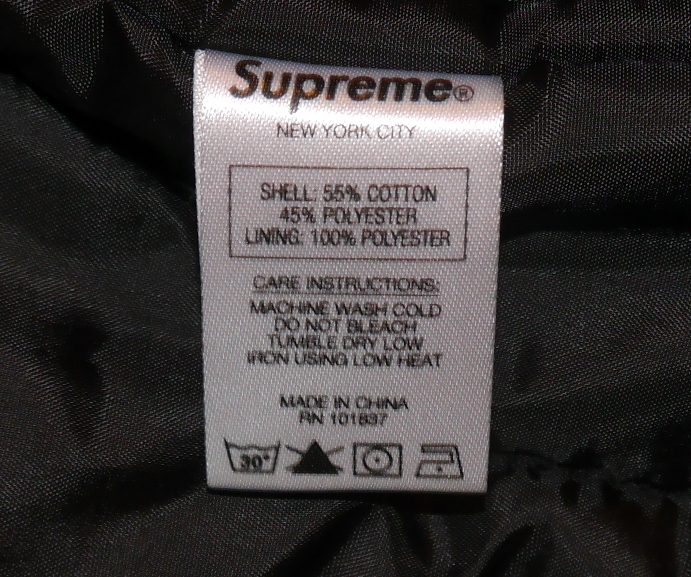 Supreme®
NEW YORK CITY
SHELL: 55% COTTON
45% POLYESTER
LINING: 100% POLYESTER
CARE INSTRUCTIONS:
MACHINE WASH COLD
DO NOT BLEACH
TUMBLE DRY LOW
IRON USING LOW HEAT
MADE IN CHINA
RN 101837
30°